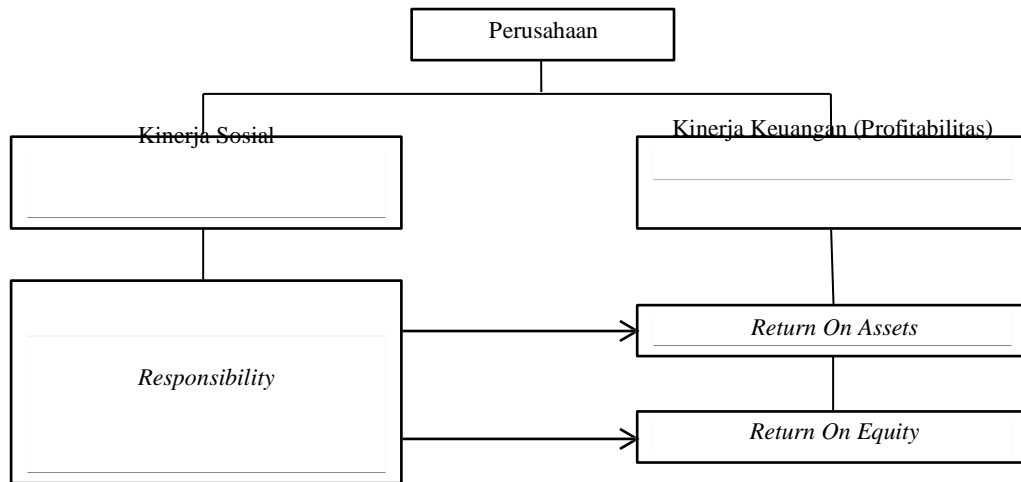 Perusahaan
Kinerja Sosial
Kinerja Keuangan (Profitabilitas)
Return On Assets
Responsibility
Return On Equity